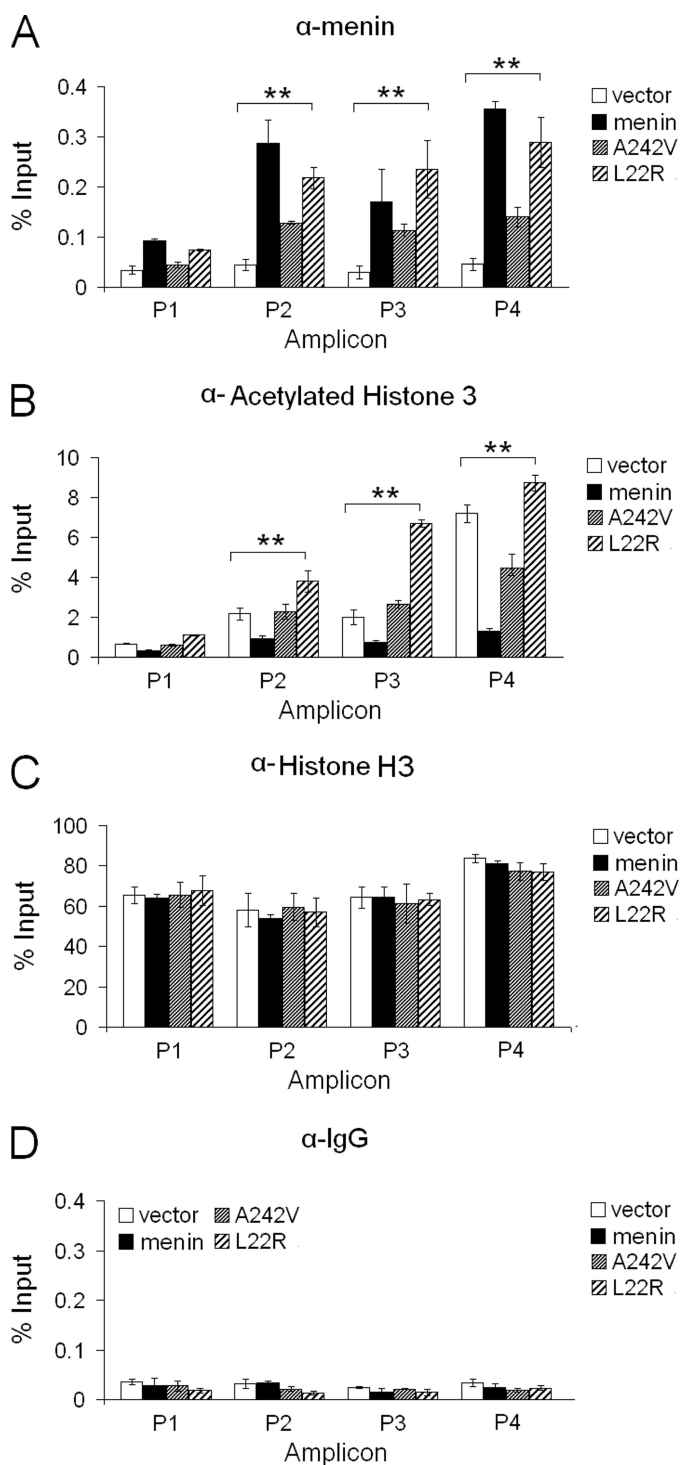 A
α-menin
**
**
**
vector
menin
A242V
L22R
% Input
0.4
0.3
0.2
0.1
0
P1 P2 P3 P4
Amplicon
B
α- Acetylated Histone 3
**
**
**
vector
menin
A242V
L22R
% Input
10
8
6
4
2
0
P1 P2 P3 P4
Amplicon
C
α- Histone H3
vector
menin
A242V
L22R
% Input
100
80
60
40
20
0
P1 P2 P3 P4
Amplicon
D
α-IgG
vector A242V
menin L22R
vector
menin
A242V
L22R
% Input
0.4
0.3
0.2
0.1
0
P1 P2 P3 P4
Amplicon